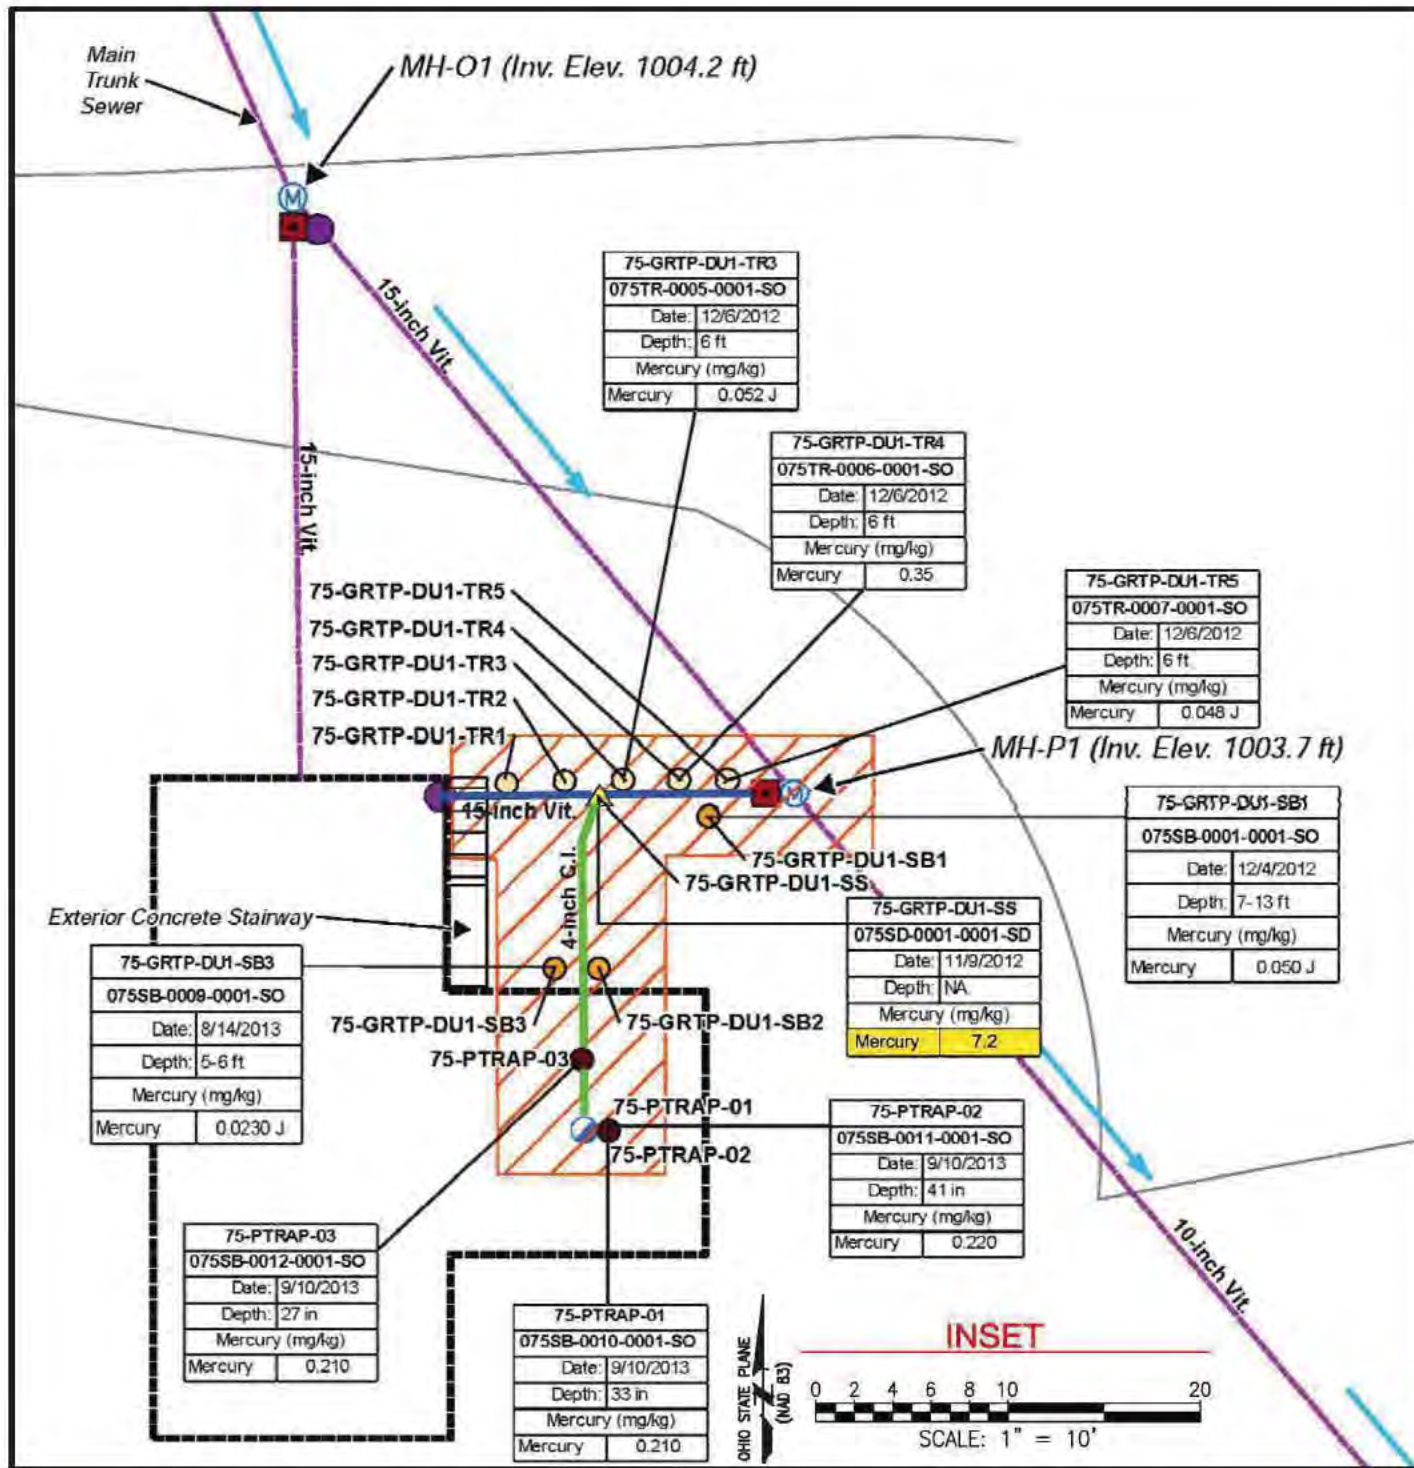 Main
Trunk
Sewer
MH-O1 (Inv. Elev. 1004.2 ft)
15-inch Vit.
15-inch Vit.
75-GRTP-DU1-TR3
075TR-0005-0001-SO
Date: 12/6/2012
Depth: 6 ft
Mercury (mg/kg)
Mercury 0.052 J
75-GRTP-DU1-TR4
075TR-0006-0001-SO
Date: 12/6/2012
Depth: 6 ft
Mercury (mg/kg)
Mercury 0.35
75-GRTP-DU1-TR5
075TR-0007-0001-SO
Date: 12/6/2012
Depth: 6 ft
Mercury (mg/kg)
Mercury 0.048 J
75-GRTP-DU1-TR5
75-GRTP-DU1-TR4
75-GRTP-DU1-TR3
75-GRTP-DU1-TR2
75-GRTP-DU1-TR1
MH-P1 (Inv. Elev. 1003.7 ft)
15-inch Vit.
4-inch C.I.
75-GRTP-DU1-SB1
75-GRTP-DU1-SS
75-GRTP-DU1-SB1
075SB-0001-0001-SO
Date: 12/4/2012
Depth: 7-13 ft
Mercury (mg/kg)
Mercury 0.050 J
Exterior Concrete Stairway
75-GRTP-DU1-SS
075SD-0001-0001-SD
Date: 11/9/2012
Depth: NA
Mercury (mg/kg)
Mercury 7.2
75-GRTP-DU1-SB3
075SB-0009-0001-SO
Date: 8/14/2013
Depth: 5-6 ft
Mercury (mg/kg)
Mercury 0.0230 J
75-GRTP-DU1-SB3
75-GRTP-DU1-SB2
75-PTRAP-03
75-PTRAP-01
75-PTRAP-02
75-PTRAP-02
075SB-0011-0001-SO
Date: 9/10/2013
Depth: 41 in
Mercury (mg/kg)
Mercury 0.220
75-PTRAP-03
075SB-0012-0001-SO
Date: 9/10/2013
Depth: 27 in
Mercury (mg/kg)
Mercury 0.210
75-PTRAP-01
075SB-0010-0001-SO
Date: 9/10/2013
Depth: 33 in
Mercury (mg/kg)
Mercury 0.210
10-inch Vit.
OHIO STATE PLANE
(NAD 83)
INSET
0 2 4 6 8 10 20
SCALE: 1" = 10'
M
M